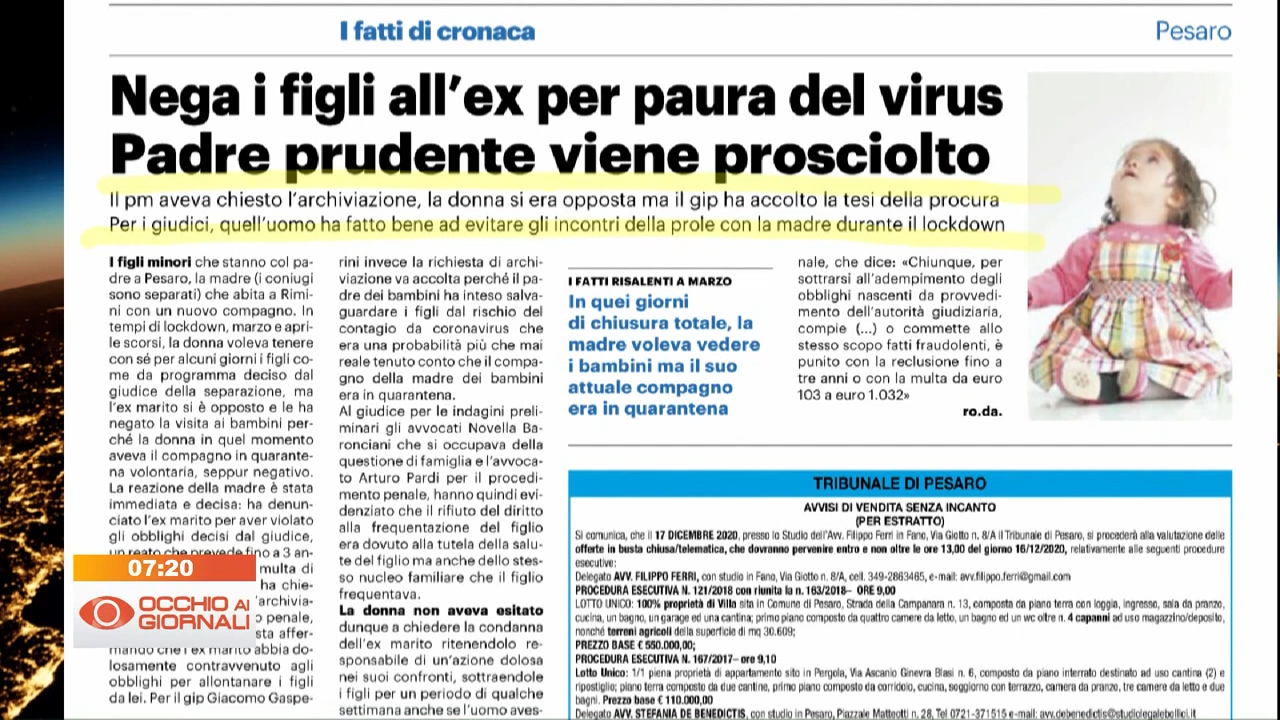 I fatti di cronaca
Pesaro
Nega i figli all'ex per paura del virus
Padre prudente viene prosciolto
Il pm aveva chiesto l'archiviazione, la donna si era opposta ma il gip ha accolto la tesi della procura
Per i giudici, quell'uomo ha fatto bene ad evitare gli incontri della prole con la madre durante il lockdown
I figli minori che stanno col pa-
dre a Pesaro, la madre (i coniugi
sono separati) che abita a Rimi-
ni con un nuovo compagno. In
tempi di lockdown, marzo e apri-
le scorsi, la donna voleva tenere
con sé per alcuni giorni i figli co-
me da programma deciso dal
giudice della separazione, ma
l'ex marito si è opposto e le ha
negato la visita ai bambini per-
ché la donna in quel momento
aveva il compagno in quarante-
na volontaria, seppur negativo.
La reazione della madre è stata
immediata e decisa: ha denun-
ciato l'ex marito per aver violato
gli obblighi decisi dal giudice,
un reato che prevede fino a 3 an-
multa di
ha chie-
'archivia-
o penale,
sta affer-
mando che l'ex marito abbia do-
losamente contravvenuto agli
obblighi per allontanare i figli
da lei. Per il gip Giacomo Gaspe-
rini invece la richiesta di archi-
viazione va accolta perché il pa-
dre dei bambini ha inteso salva-
guardare i figli dal rischio del
contagio da coronavirus che
era una probabilità più che mai
reale tenuto conto che il compa-
gno della madre dei bambini
era in quarantena.
Al giudice per le indagini preli-
minari gli avvocati Novella Ba-
ronciani che si occupava della
questione di famiglia e l'avvoca-
to Arturo Pardi per il procedi-
mento penale, hanno quindi evi-
denziato che il rifiuto del diritto
alla frequentazione del figlio
era dovuto alla tutela della salu-
te del figlio ma anche dello stes-
so nucleo familiare che il figlio
frequentava.
La donna non aveva esitato
dunque a chiedere la condanna
dell'ex marito ritenendolo re-
sponsabile di un'azione dolosa
nei suoi confronti, sottraendole
i figli per un periodo di qualche
settimana anche se l'uomo aves-
I FATTI RISALENTI A MARZO
In quei giorni
di chiusura totale, la
madre voleva vedere
i bambini ma il suo
attuale compagno
era in quarantena
nale, che dice: «Chiunque, per
sottrarsi all'adempimento degli
obblighi nascenti da provvedi-
mento dell'autorità giudiziaria,
compie (...) o commette allo
stesso scopo fatti fraudolenti, è
punito con la reclusione fino a
tre anni o con la multa da euro
103 a euro 1.032»
ro.da.
TRIBUNALE DI PESARO
AVVISI DI VENDITA SENZA INCANTO
(PER ESTRATTO)
Si comunica, che il 17 DICEMBRE 2020, presso lo Studio dell'Avv. Filippo Ferri in Fano, Via Giotto n. 8/A il Tribunale di Pesaro, si procederà alla valutazione delle
offerte in busta chiusa/telematica, che dovranno pervenire entro e non oltre le ore 13,00 del giorno 16/12/2020, relativamente alle seguenti procedure
esecutive:
Delegato AVV. FILIPPO FERRI, con studio in Fano, Via Giotto n. 8/A, cell. 349-2863465, e-mail: avv.filippo.ferri@gmail.com
PROCEDURA ESECUTIVA N. 121/2018 con riunita la n. 163/2018– ORE 9,00
LOTTO UNICO: 100% proprietà di Villa sita in Comune di Pesaro, Strada della Campanara n. 13, composta da piano terra con loggia, ingresso, sala da pranzo,
cucina, un bagno, un garage ed una cantina; primo piano composto da quattro camere da letto, un bagno ed un wc oltre n. 4 capanni ad uso magazzino/deposito,
nonché terreni agricoli della superficie di mq 30.609;
PREZZO BASE € 550.000,00;
PROCEDURA ESECUTIVA N. 167/2017– ore 9,10
Lotto Unico: 1/1 piena proprietà di appartamento sito in Pergola, Via Ascanio Ginevra Blasi n. 6, composto da piano interrato destinato ad uso cantina (2) e
ripostiglio; piano terra composto da due cantine, primo piano composto da corridoio, cucina, soggiorno con terrazzo, camera da pranzo, tre camere da letto e due
bagni. Prezzo base € 110.000,00
Delegato AVV. STEFANIA DE BENEDICTIS, con studio in Pesaro, Piazzale Matteotti n. 28, Tel 0721-371515 e-mail: avv.debenedictis@studiolegalebollici.it
07:20
OCCHIO AI
GIORNALI